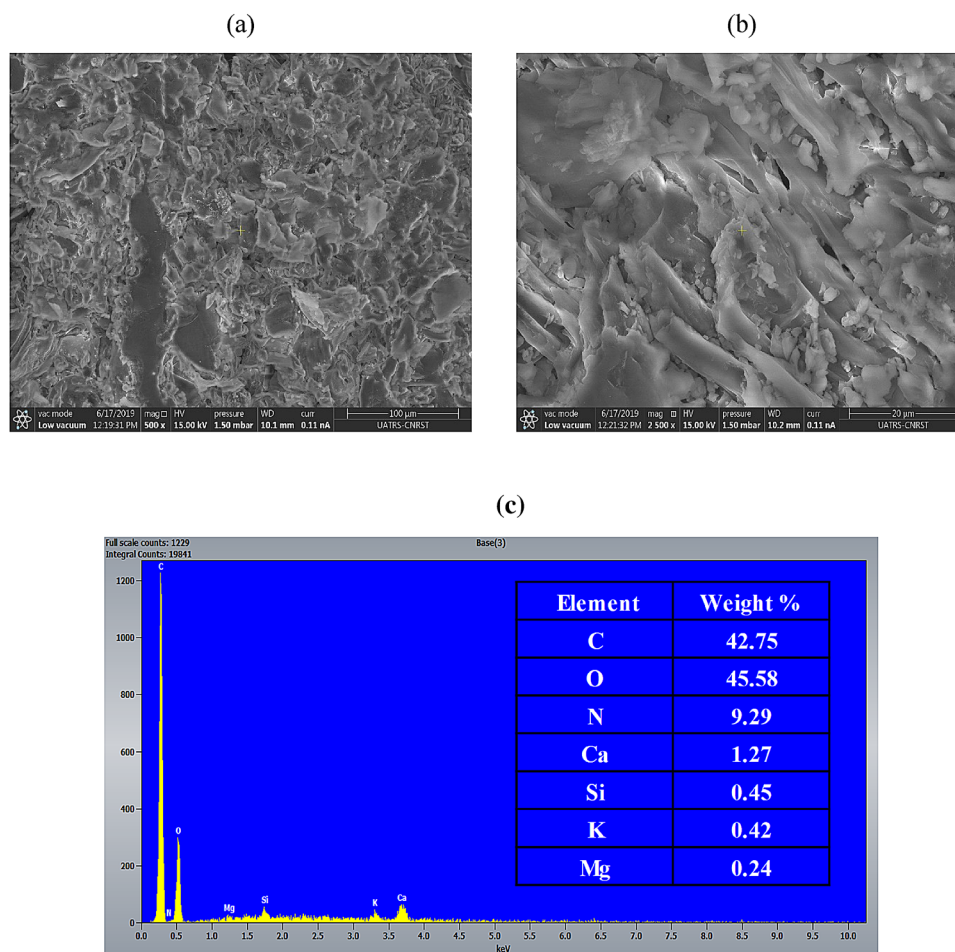 (a)
(b)
vac mode 6/17/2019 mag HV pressure WD curr 100 µm
Low vacuum 12:19:31 PM 500 x 15.00 kV 1.50 mbar 10.1 mm 0.11 nA UATRS-CNRST
vac mode 6/17/2019 mag HV pressure WD curr 20 µm
Low vacuum 12:21:32 PM 2 500 x 15.00 kV 1.50 mbar 10.2 mm 0.11 nA UATRS-CNRST
(c)
Full scale counts: 1229 Base(3)
Integral Counts: 19841
C
1200
1000
800
600
400
200
0
O
N
Mg
Si
K
Ca
Element Weight %
C 42.75
O 45.58
N 9.29
Ca 1.27
Si 0.45
K 0.42
Mg 0.24
0.0 0.5 1.0 1.5 2.0 2.5 3.0 3.5 4.0 4.5 5.0 5.5 6.0 6.5 7.0 7.5 8.0 8.5 9.0 9.5 10.0
keV